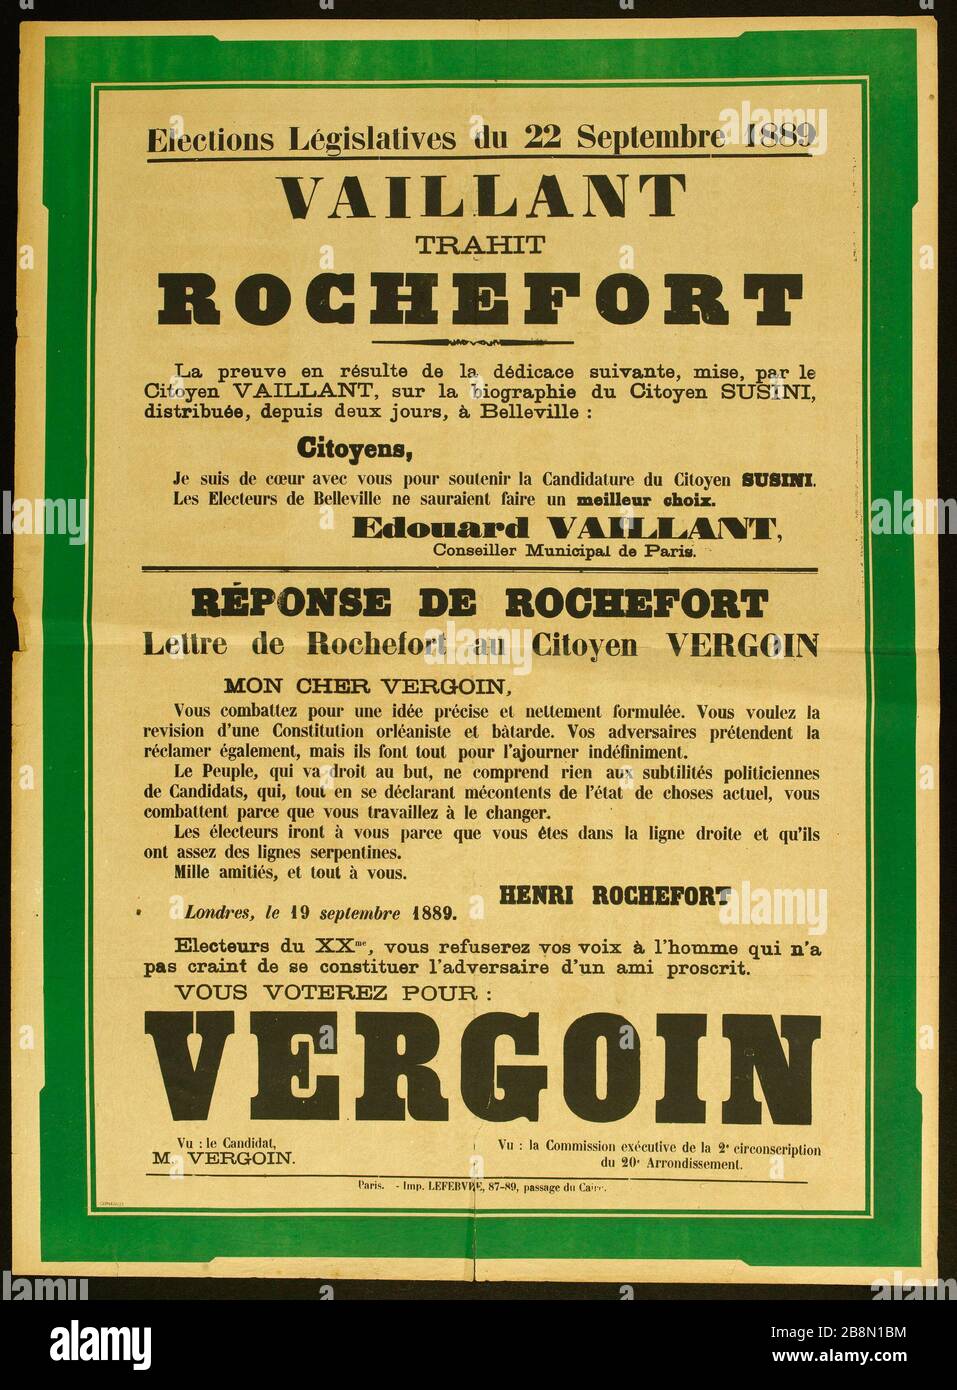 Elections Législatives du 22 Septembre 1889
VAILLANT
TRAHIT
ROCHEFORT
La preuve en résulte de la dédicace suivante, mise, par le
Citoyen VAILLANT, sur la biographie du Citoyen SUSINI,
distribuée, depuis deux jours, à Belleville :
Citoyens,
Je suis de cœur avec vous pour soutenir la Candidature du Citoyen SUSINI.
Les Electeurs de Belleville ne sauraient faire un meilleur choix.
Edouard VAILLANT,
Conseiller Municipal de Paris.
RÉPONSE DE ROCHEFORT
Lettre de Rochefort au Citoyen VERGOIN
MON CHER VERGOIN,
Vous combattez pour une idée précise et nettement formulée. Vous voulez la
revision d'une Constitution orléaniste et bâtarde. Vos adversaires prétendent la
réclamer également, mais ils font tout pour l'ajourner indéfiniment.
Le Peuple, qui va droit au but, ne comprend rien aux subtilités politiciennes
de Candidats, qui, tout en se déclarant mécontents de l'état de choses actuel, vous
combattent parce que vous travaillez à le changer.
Les électeurs iront à vous parce que vous êtes dans la ligne droite et qu'ils
ont assez des lignes serpentines.
Mille amitiés, et tout à vous.
HENRI ROCHEFORT
Londres, le 19 septembre 1889.
Electeurs du XXme, vous refuserez vos voix à l'homme qui n'a
pas craint de se constituer l'adversaire d'un ami proscrit.
VOUS VOTEREZ POUR :
VERGOIN
Vu : le Candidat,
M. VERGOIN.
Vu : la Commission exécutive de la 2e circonscription
du 20e Arrondissement.
Paris. - Imp. LEFEBVRE, 87-89, passage du Caire.
alamy
Image ID: 2B8N1BM
www.alamy.com